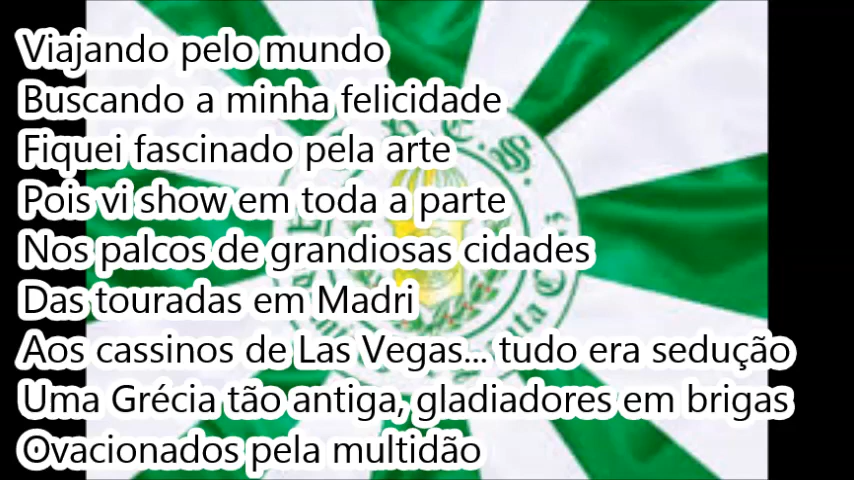 Viajando pelo mundo
Buscando a minha felicidade
Fiquei fascinado pela arte
Pois vi show em toda a parte
Nos palcos de grandiosas cidades
Das touradas em Madri
Aos cassinos de Las Vegas... tudo era sedução
Uma Grécia tão antiga, gladiadores em brigas
Ovacionados pela multidão